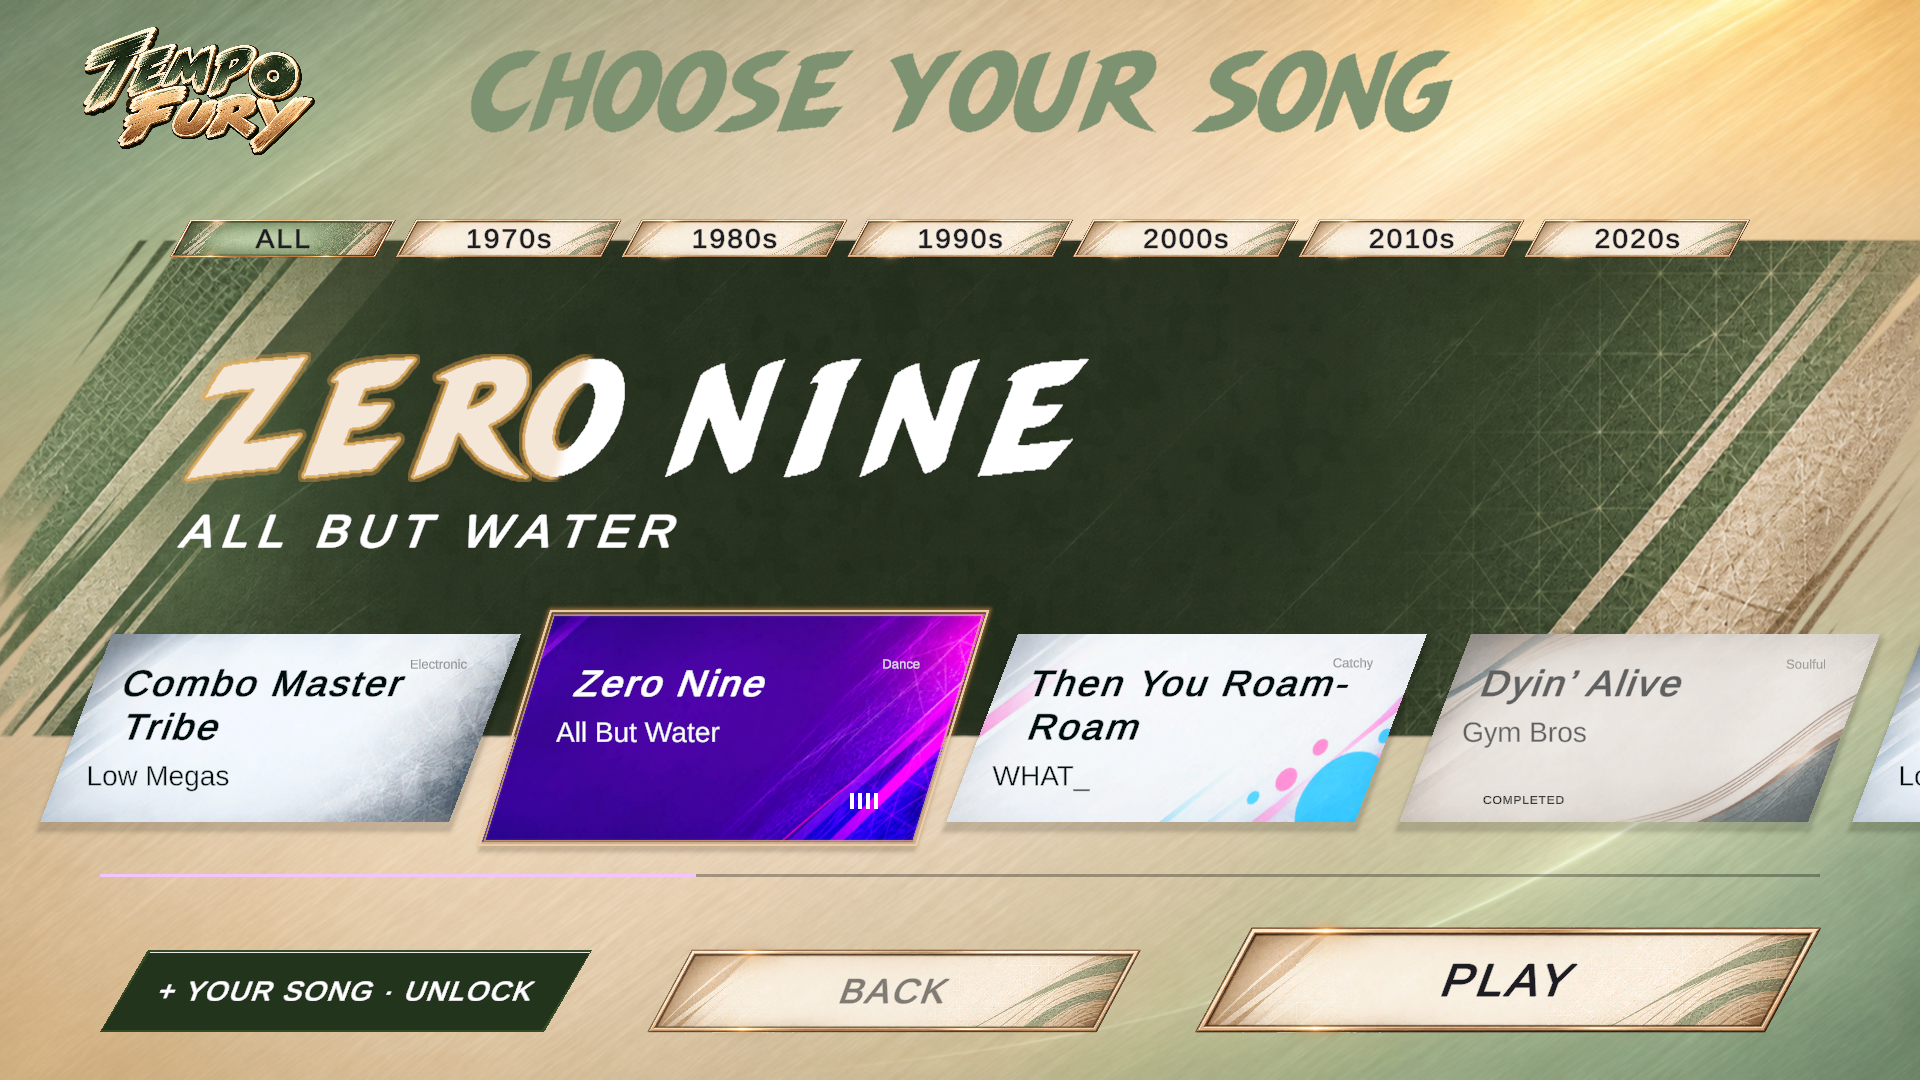 TEMPO
FURY
CHOOSE YOUR SONG
ALL
1970s
1980s
1990s
2000s
2010s
2020s
ZERO NINE
ALL BUT WATER
Combo Master
Tribe
Electronic
Low Megas
Zero Nine
Dance
All But Water
Then You Roam-
Roam
Catchy
WHAT_
Dyin’ Alive
Soulful
Gym Bros
COMPLETED
+ YOUR SONG · UNLOCK
BACK
PLAY